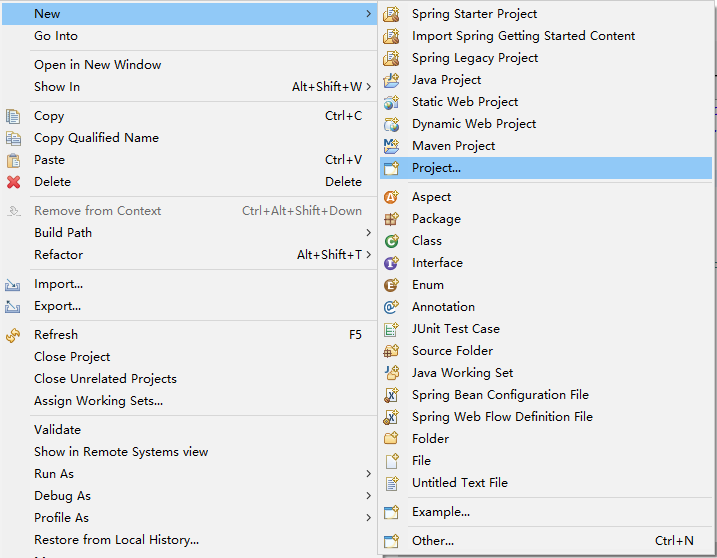 New
Go Into
Open in New Window
Show In Alt+Shift+W
Copy Ctrl+C
Copy Qualified Name
Paste Ctrl+V
Delete Delete
Remove from Context Ctrl+Alt+Shift+Down
Build Path
Refactor Alt+Shift+T
Import...
Export...
Refresh F5
Close Project
Close Unrelated Projects
Assign Working Sets...
Validate
Show in Remote Systems view
Run As
Debug As
Profile As
Restore from Local History...
Spring Starter Project
Import Spring Getting Started Content
Spring Legacy Project
Java Project
Static Web Project
Dynamic Web Project
Maven Project
Project...
Aspect
Package
Class
Interface
Enum
Annotation
JUnit Test Case
Source Folder
Java Working Set
Spring Bean Configuration File
Spring Web Flow Definition File
Folder
File
Untitled Text File
Example...
Other... Ctrl+N